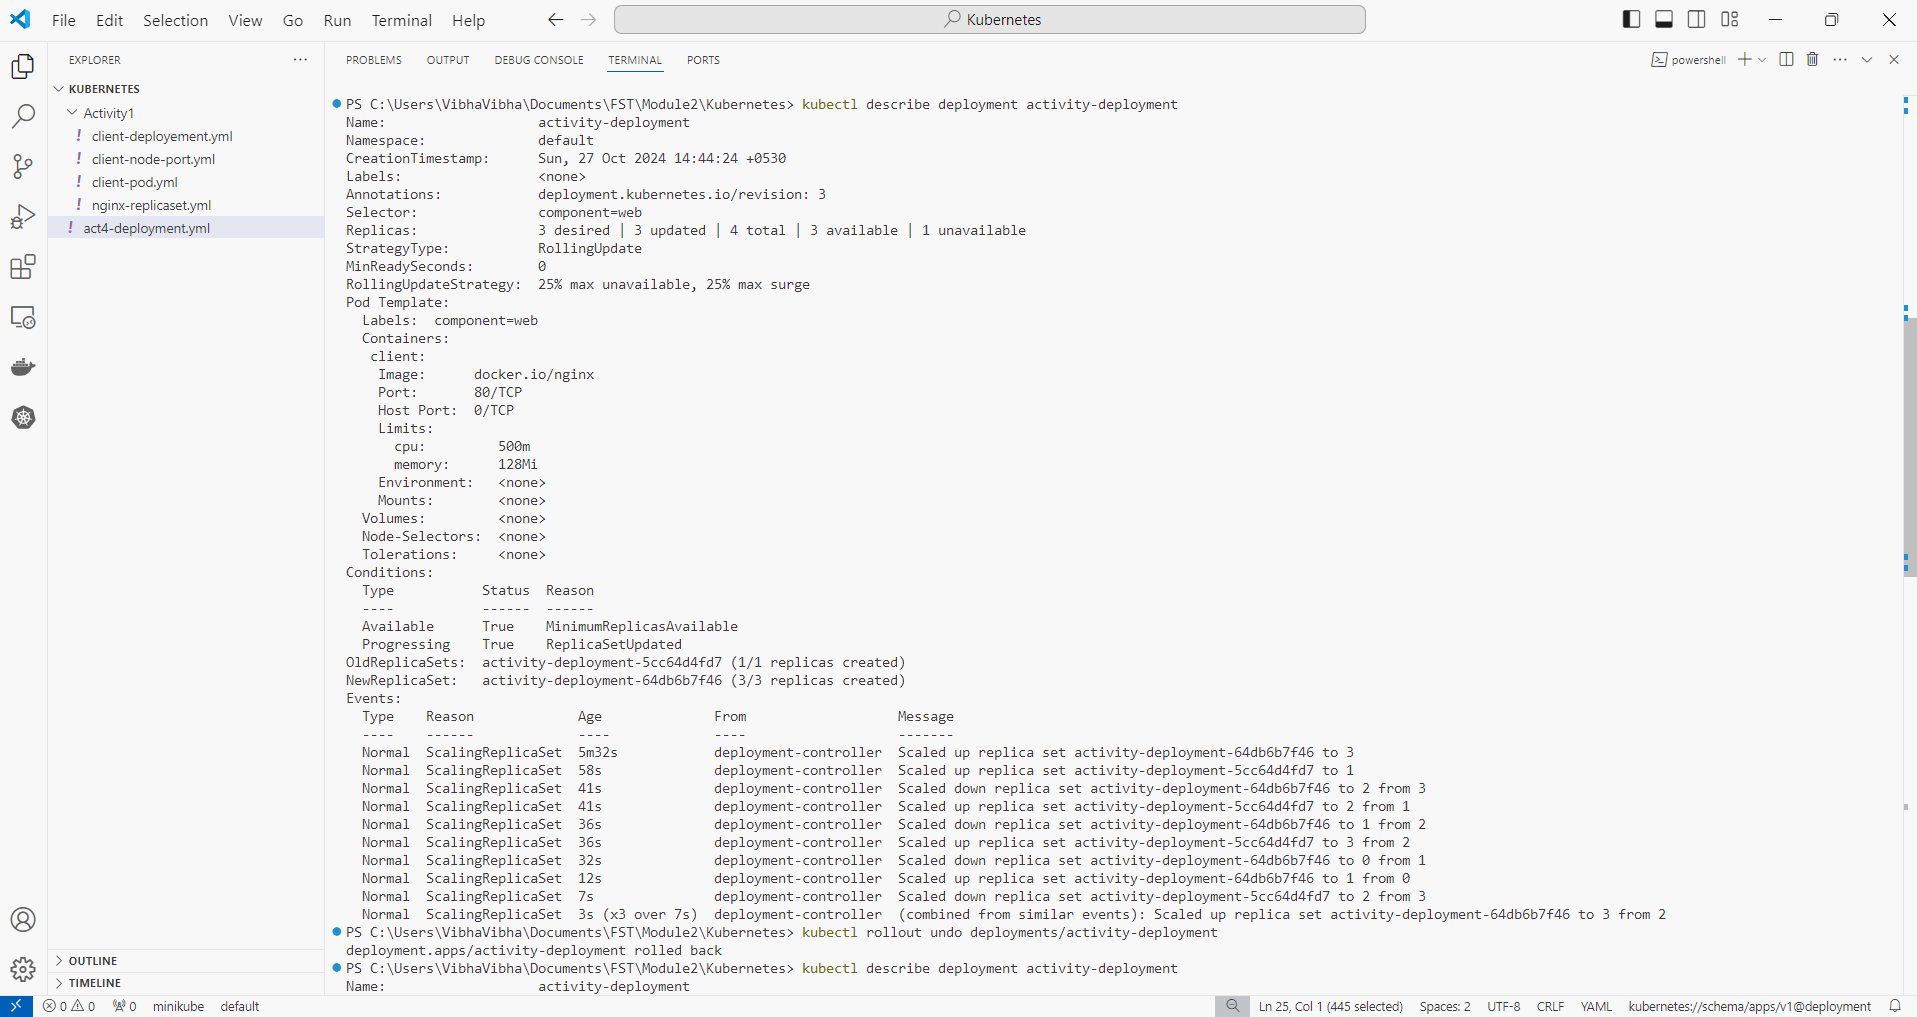 File Edit Selection View Go Run Terminal Help
Kubernetes
EXPLORER
KUBERNETES
Activity1
! client-deployement.yml
! client-node-port.yml
! client-pod.yml
! nginx-replicaset.yml
! act4-deployment.yml
OUTLINE
TIMELINE
PROBLEMS OUTPUT DEBUG CONSOLE TERMINAL PORTS
powershell
PS C:\Users\VibhaVibha\Documents\FST\Module2\Kubernetes> kubectl describe deployment activity-deployment
Name: activity-deployment
Namespace: default
CreationTimestamp: Sun, 27 Oct 2024 14:44:24 +0530
Labels: <none>
Annotations: deployment.kubernetes.io/revision: 3
Selector: component=web
Replicas: 3 desired | 3 updated | 4 total | 3 available | 1 unavailable
StrategyType: RollingUpdate
MinReadySeconds: 0
RollingUpdateStrategy: 25% max unavailable, 25% max surge
Pod Template:
Labels: component=web
Containers:
client:
Image: docker.io/nginx
Port: 80/TCP
Host Port: 0/TCP
Limits:
cpu: 500m
memory: 128Mi
Environment: <none>
Mounts: <none>
Volumes: <none>
Node-Selectors: <none>
Tolerations: <none>
Conditions:
Type Status Reason
---- ------ ------
Available True MinimumReplicasAvailable
Progressing True ReplicaSetUpdated
OldReplicaSets: activity-deployment-5cc64d4fd7 (1/1 replicas created)
NewReplicaSet: activity-deployment-64db6b7f46 (3/3 replicas created)
Events:
Type Reason Age From Message
---- ------ ---- ---- -------
Normal ScalingReplicaSet 5m32s deployment-controller Scaled up replica set activity-deployment-64db6b7f46 to 3
Normal ScalingReplicaSet 58s deployment-controller Scaled up replica set activity-deployment-5cc64d4fd7 to 1
Normal ScalingReplicaSet 41s deployment-controller Scaled down replica set activity-deployment-64db6b7f46 to 2 from 3
Normal ScalingReplicaSet 41s deployment-controller Scaled up replica set activity-deployment-5cc64d4fd7 to 2 from 1
Normal ScalingReplicaSet 36s deployment-controller Scaled down replica set activity-deployment-64db6b7f46 to 1 from 2
Normal ScalingReplicaSet 36s deployment-controller Scaled up replica set activity-deployment-5cc64d4fd7 to 3 from 2
Normal ScalingReplicaSet 32s deployment-controller Scaled down replica set activity-deployment-64db6b7f46 to 0 from 1
Normal ScalingReplicaSet 12s deployment-controller Scaled up replica set activity-deployment-64db6b7f46 to 1 from 0
Normal ScalingReplicaSet 7s deployment-controller Scaled down replica set activity-deployment-5cc64d4fd7 to 2 from 3
Normal ScalingReplicaSet 3s (x3 over 7s) deployment-controller (combined from similar events): Scaled up replica set activity-deployment-64db6b7f46 to 3 from 2
PS C:\Users\VibhaVibha\Documents\FST\Module2\Kubernetes> kubectl rollout undo deployments/activity-deployment
deployment.apps/activity-deployment rolled back
PS C:\Users\VibhaVibha\Documents\FST\Module2\Kubernetes> kubectl describe deployment activity-deployment
Name: activity-deployment
0 0 0 minikube default Ln 25, Col 1 (445 selected) Spaces: 2 UTF-8 CRLF YAML kubernetes://schema/apps/v1@deployment